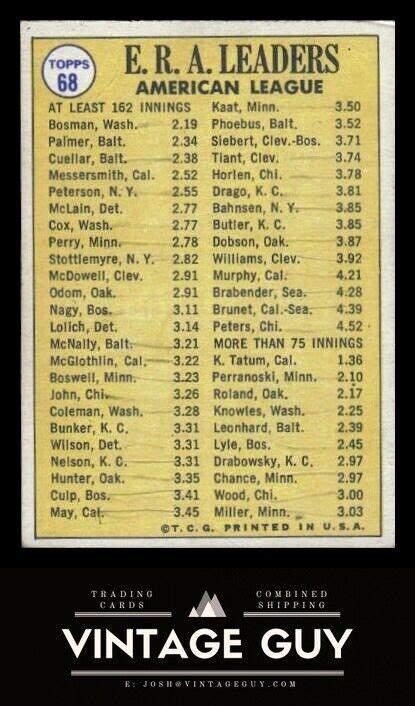 TOPPS
68
E. R. A. LEADERS
AMERICAN LEAGUE
AT LEAST 162 INNINGS
Bosman, Wash. 2.19
Palmer, Balt. 2.34
Cuellar, Balt. 2.38
Messersmith, Cal. 2.52
Peterson, N. Y. 2.55
McLain, Det. 2.77
Cox, Wash. 2.77
Perry, Minn. 2.78
Stottlemyre, N. Y. 2.82
McDowell, Clev. 2.91
Odom, Oak. 2.91
Nagy, Bos. 3.11
Lolich, Det. 3.14
McNally, Balt. 3.21
McGlothlin, Cal. 3.22
Boswell, Minn. 3.23
John, Chi. 3.26
Coleman, Wash. 3.28
Bunker, K. C. 3.31
Wilson, Det. 3.31
Nelson, K. C. 3.31
Hunter, Oak. 3.35
Culp, Bos. 3.41
May, Cal. 3.45
Kaat, Minn. 3.50
Phoebus, Balt. 3.52
Siebert, Clev.-Bos. 3.71
Tiant, Clev. 3.74
Horlen, Chi. 3.78
Drago, K. C. 3.81
Bahnsen, N. Y. 3.85
Butler, K. C. 3.85
Dobson, Oak. 3.87
Williams, Clev. 3.92
Murphy, Cal. 4.21
Brabender, Sea. 4.28
Brunet, Cal.-Sea. 4.39
Peters, Chi. 4.52
MORE THAN 75 INNINGS
K. Tatum, Cal. 1.36
Perranoski, Minn. 2.10
Roland, Oak. 2.17
Knowles, Wash. 2.25
Leonhard, Balt. 2.39
Lyle, Bos. 2.45
Drabowsky, K. C. 2.97
Chance, Minn. 2.97
Wood, Chi. 3.00
Miller, Minn. 3.03
©T. C. G. PRINTED IN U. S. A.
TRADING CARDS
COMBINED SHIPPING
VINTAGE GUY
E: JOSH@VINTAGEGUY.COM